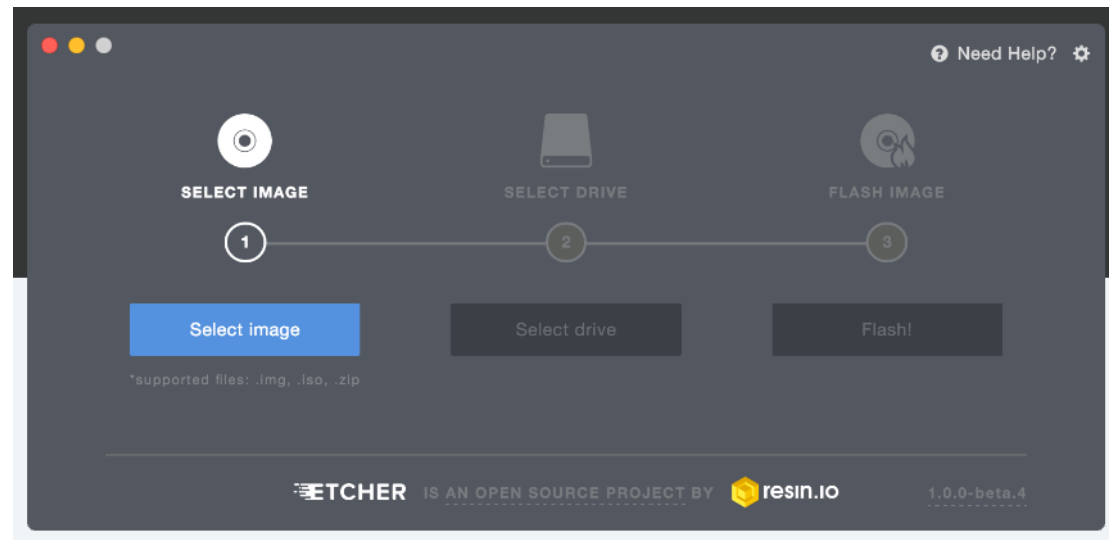 Need Help?
SELECT IMAGE
SELECT DRIVE
FLASH IMAGE
1
2
3
Select image
Select drive
Flash!
*supported files: .img, .iso, .zip
ETCHER IS AN OPEN SOURCE PROJECT BY resin.io 1.0.0-beta.4